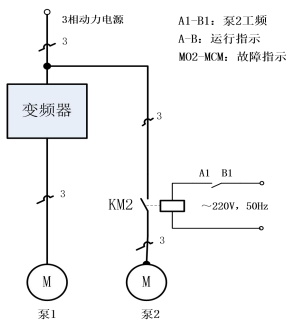 3相动力电源
A1-B1: 泵2工频
A-B: 运行指示
MO2-MCM: 故障指示
3
3
变频器
3
3
KM2
A1 B1
～220V, 50Hz
M
M
泵1
泵2